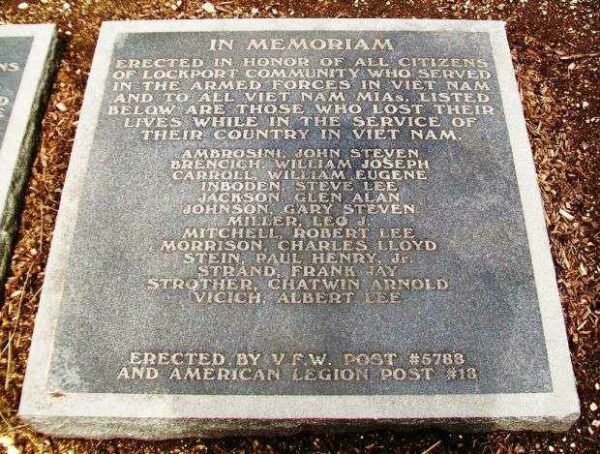 IN MEMORIAM
ERECTED IN HONOR OF ALL CITIZENS
OF LOCKPORT COMMUNITY WHO SERVED
IN THE ARMED FORCES IN VIET NAM
AND TO ALL VIET NAM MIAs. LISTED
BELOW ARE THOSE WHO LOST THEIR
LIVES WHILE IN THE SERVICE OF
THEIR COUNTRY IN VIET NAM.
AMBROSINI, JOHN STEVEN
BRENCICH, WILLIAM JOSEPH
CARROLL, WILLIAM EUGENE
INBODEN, STEVE LEE
JACKSON, GLEN ALAN
JOHNSON, GARY STEVEN
MILLER, LEO J.
MITCHELL, ROBERT LEE
MORRISON, CHARLES LLOYD
STEIN, PAUL HENRY, Jr.
STRAND, FRANK JAY
STROTHER, CHATWIN ARNOLD
VICICH, ALBERT LEE
ERECTED BY V.F.W. POST #5788
AND AMERICAN LEGION POST #18